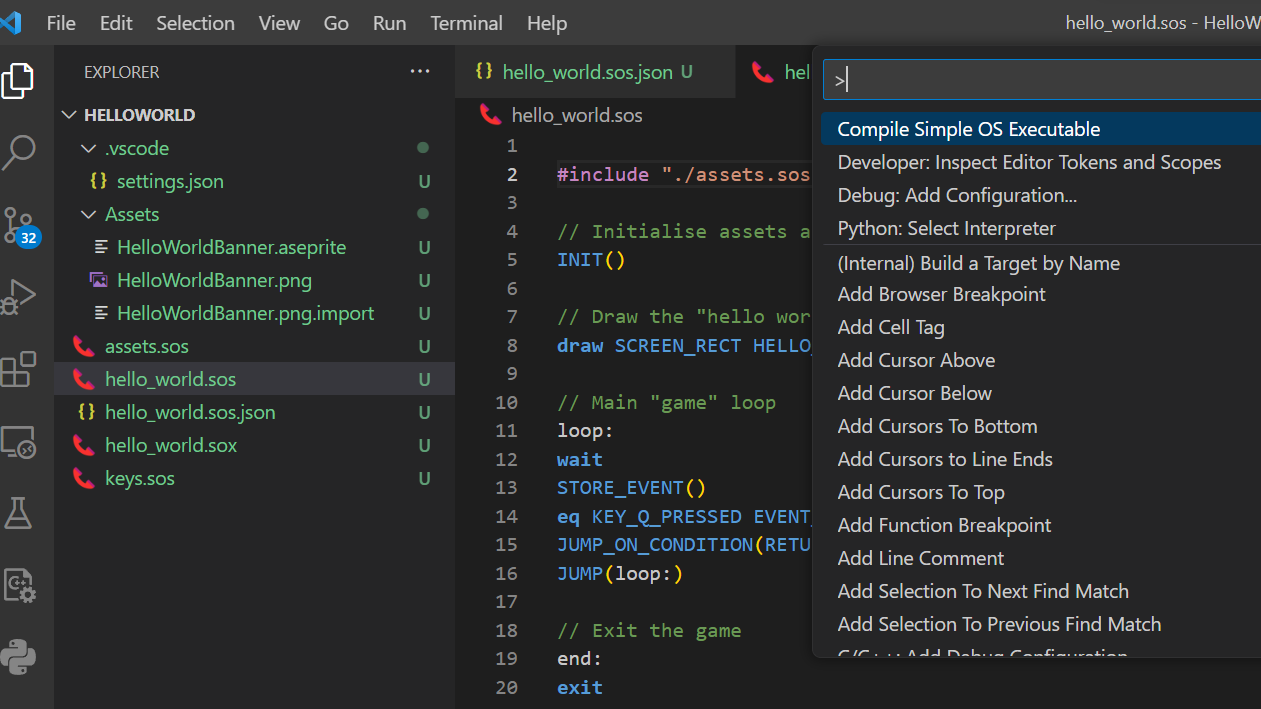 File Edit Selection View Go Run Terminal Help
hello_world.sos - HelloW
EXPLORER ...
HELLOWORLD
.vscode
{} settings.json U
Assets
HelloWorldBanner.aseprite U
HelloWorldBanner.png U
HelloWorldBanner.png.import U
assets.sos U
hello_world.sos U
{} hello_world.sos.json U
hello_world.sox U
keys.sos U
32
{} hello_world.sos.json U
hel
hello_world.sos
1
2 #include "./assets.sos
3
4 // Initialise assets a
5 INIT()
6
7 // Draw the "hello wor
8 draw SCREEN_RECT HELLO_
9
10 // Main "game" loop
11 loop:
12 wait
13 STORE_EVENT()
14 eq KEY_Q_PRESSED EVENT_
15 JUMP_ON_CONDITION(RETU
16 JUMP(loop:)
17
18 // Exit the game
19 end:
20 exit
>
Compile Simple OS Executable
Developer: Inspect Editor Tokens and Scopes
Debug: Add Configuration...
Python: Select Interpreter
(Internal) Build a Target by Name
Add Browser Breakpoint
Add Cell Tag
Add Cursor Above
Add Cursor Below
Add Cursors To Bottom
Add Cursors to Line Ends
Add Cursors To Top
Add Function Breakpoint
Add Line Comment
Add Selection To Next Find Match
Add Selection To Previous Find Match
C/C++: Add Debug Configuration